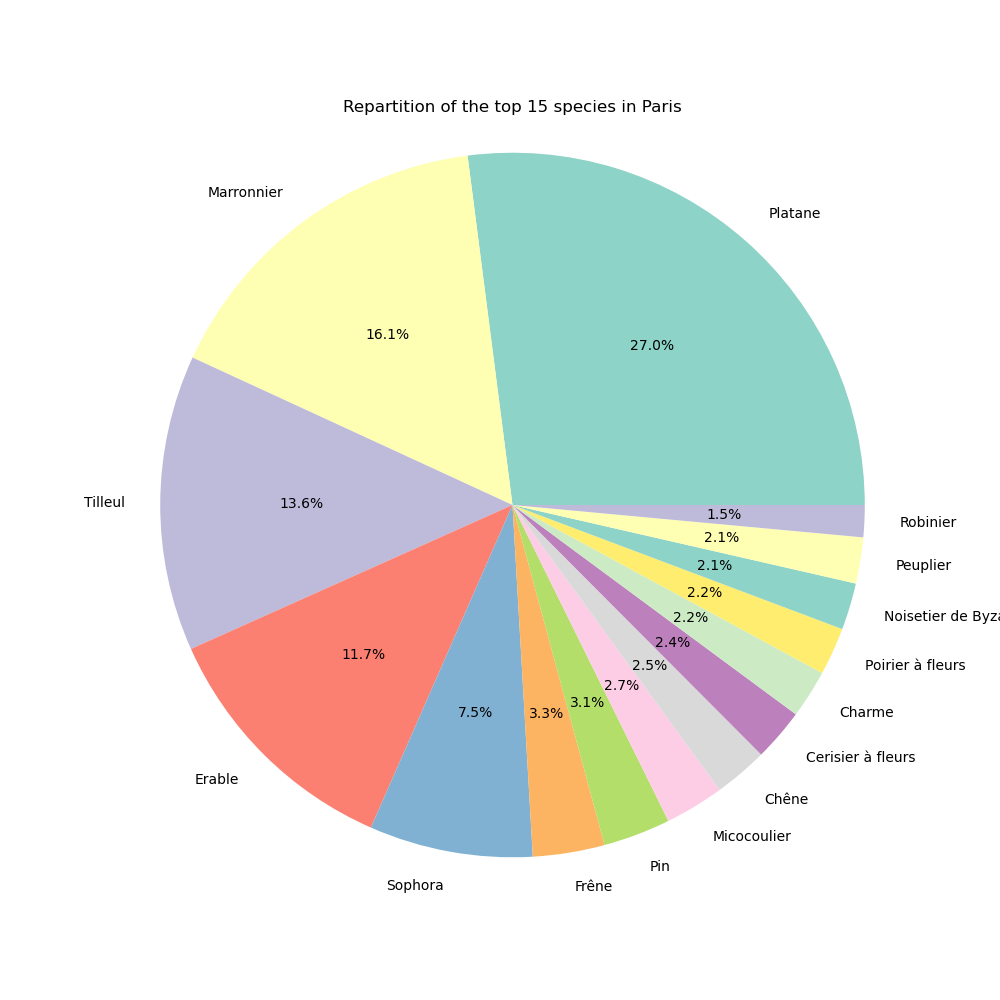 Repartition of the top 15 species in Paris
Platane
27.0%
Marronnier
16.1%
Tilleul
13.6%
Erable
11.7%
Sophora
7.5%
Frêne
3.3%
Pin
3.1%
Micocoulier
2.7%
Chêne
2.5%
Cerisier à fleurs
2.4%
Charme
2.2%
Poirier à fleurs
2.2%
Noisetier de
2.1%
Peuplier
2.1%
Robinier
1.5%